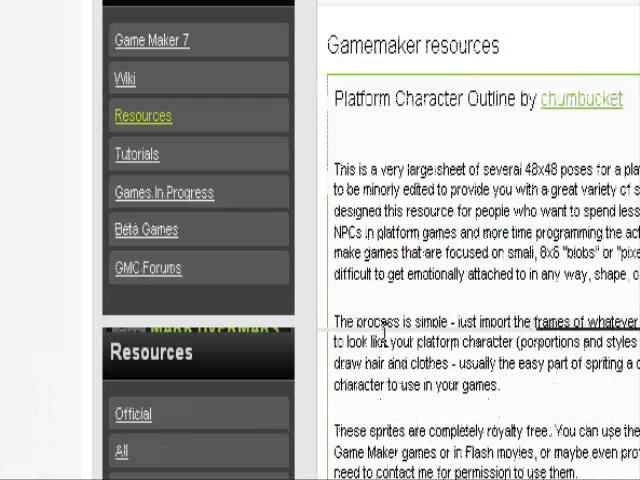 Game Maker 7
Wiki
Resources
Tutorials
Games In Progress
Beta Games
GMC Forums
MARK OVERMARS
Resources
Official
All
Gamemaker resources
Platform Character Outline by chumbucket
This is a very large sheet of several 48x48 poses for a
to be minorly edited to provide you with a great variety of
designed this resource for people who want to spend less
NPCs in platform games and more time programming the
make games that are focused on small, 8x6 "blobs" or
difficult to get emotionally attached to in any way, shape,
The process is simple - just import the frames of whatever
to look like your platform character (porportions and styles
draw hair and clothes - usually the easy part of spriting a
character to use in your games.
These sprites are completely royalty free. You can use the
Game Maker games or in Flash movies, or maybe even
need to contact me for permission to use them.